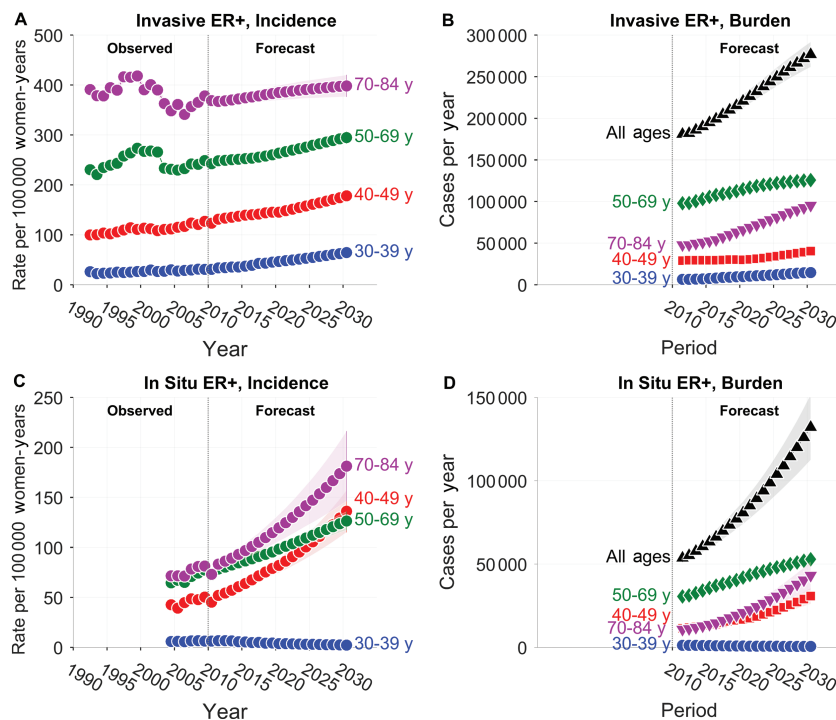 A
Invasive ER+, Incidence
500
400
300
200
100
0
Rate per 100 000 women-years
Observed
Forecast
70-84 y
50-69 y
40-49 y
30-39 y
1990
1995
2000
2005
2010
2015
2020
2025
2030
Year
B
Invasive ER+, Burden
300 000
250 000
200 000
150 000
100 000
50 000
0
Cases per year
Forecast
All ages
50-69 y
70-84 y
40-49 y
30-39 y
2010
2015
2020
2025
2030
Period
C
In Situ ER+, Incidence
250
200
150
100
50
0
Rate per 100 000 women-years
Observed
Forecast
70-84 y
40-49 y
50-69 y
30-39 y
1990
1995
2000
2005
2010
2015
2020
2025
2030
Year
D
In Situ ER+, Burden
150 000
100 000
50 000
0
Cases per year
Forecast
All ages
50-69 y
40-49 y
70-84 y
30-39 y
2010
2015
2020
2025
2030
Period